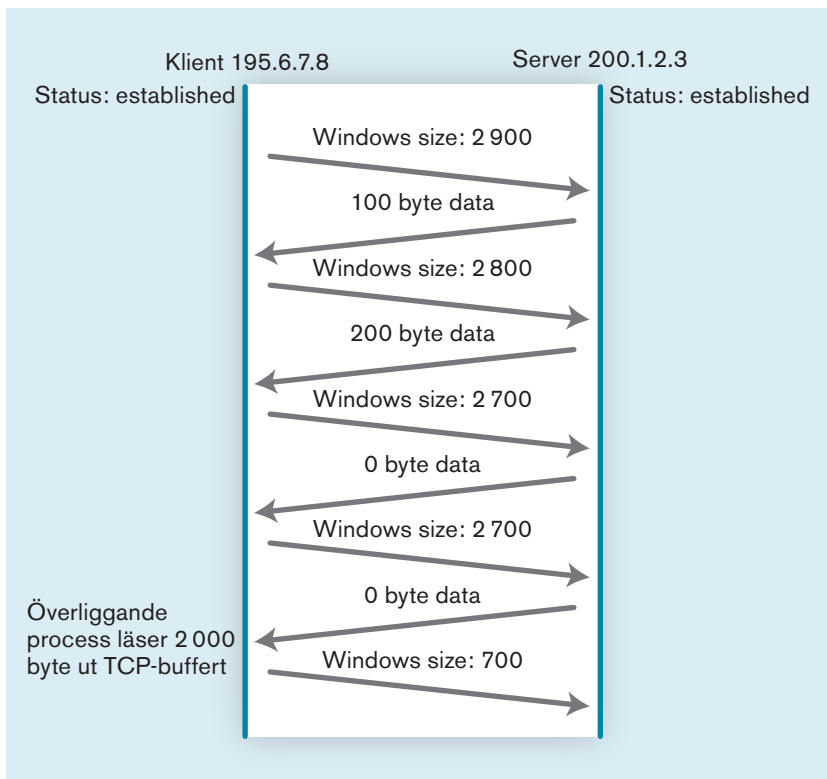 Klient 195.6.7.8
Server 200.1.2.3
Status: established
Status: established
Windows size: 2 900
100 byte data
Windows size: 2 800
200 byte data
Windows size: 2 700
0 byte data
Windows size: 2 700
0 byte data
Överliggande
process läser 2 000
byte ut TCP-buffert
Windows size: 700